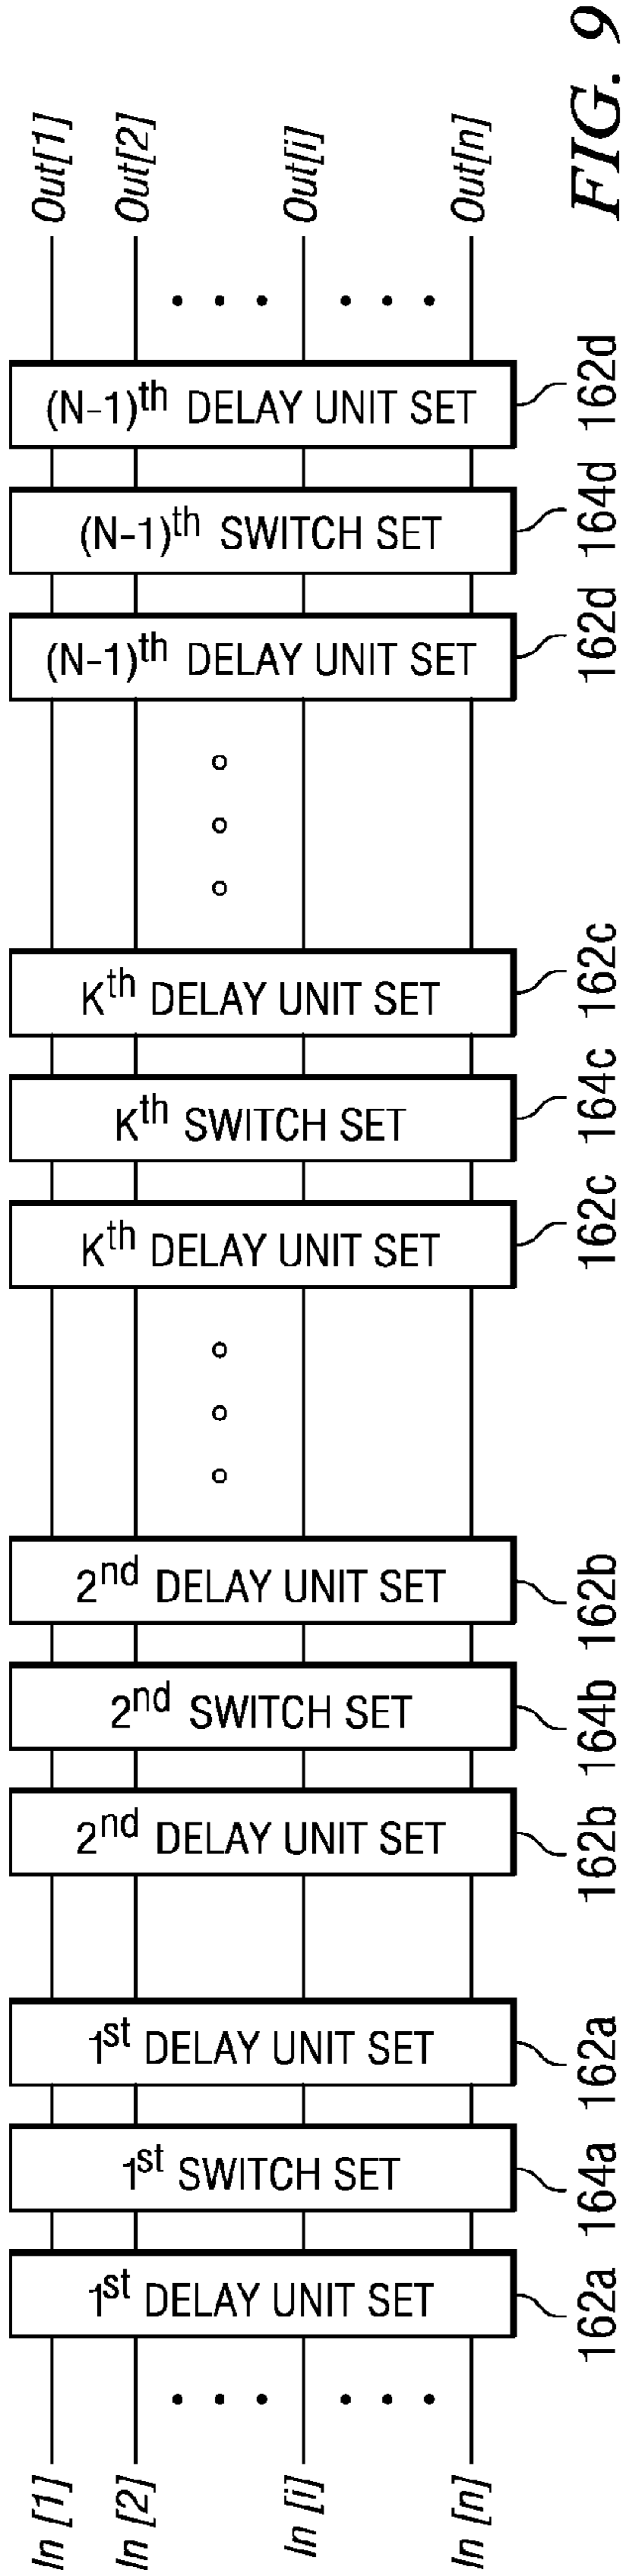 In [1]
In [2]
In [i]
In [n]
1st DELAY UNIT SET
162a
1st SWITCH SET
164a
1st DELAY UNIT SET
162a
2nd DELAY UNIT SET
162b
2nd SWITCH SET
164b
2nd DELAY UNIT SET
162b
Kth DELAY UNIT SET
162c
Kth SWITCH SET
164c
Kth DELAY UNIT SET
162c
(N-1)th DELAY UNIT SET
162d
(N-1)th SWITCH SET
164d
(N-1)th DELAY UNIT SET
162d
Out[1]
Out[2]
Out[i]
Out[n]
FIG. 9